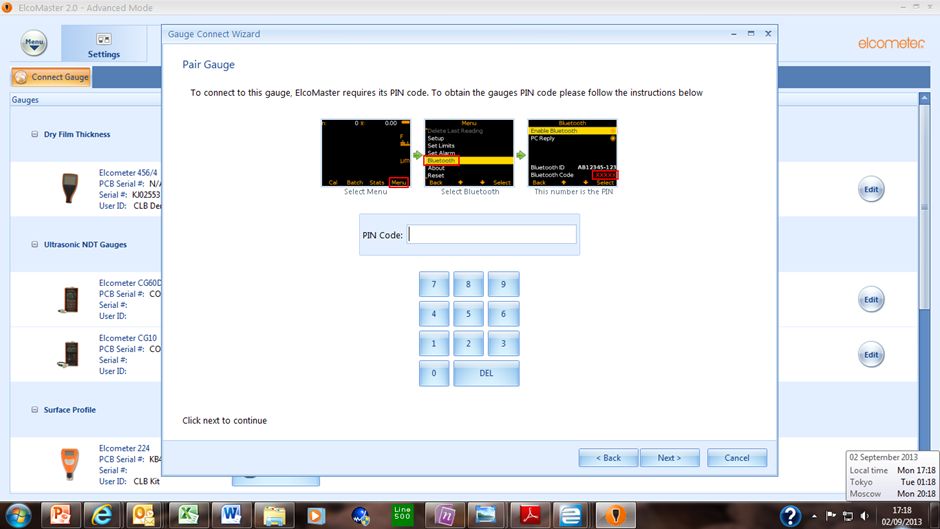 ElcoMaster 2.0 - Advanced Mode
Menu
Settings
elcometer
Connect Gauge
Gauges
Dry Film Thickness
Elcometer 456/4
PCB Serial #: N/A
Serial #: KJ02553
User ID: CLB De
Edit
Ultrasonic NDT Gauges
Elcometer CG60D
PCB Serial #: CO
Serial #:
User ID:
Edit
Elcometer CG10
PCB Serial #: CO
Serial #:
User ID:
Edit
Surface Profile
Elcometer 224
PCB Serial #: KB4
Serial #:
User ID: CLB Kit
Gauge Connect Wizard
Pair Gauge
To connect to this gauge, ElcoMaster requires its PIN code. To obtain the gauges PIN code please follow the instructions below
n: 0 x̄: 0.00
F
µm
Cal Batch Stats Menu
Select Menu
Menu
Delete Last Reading
Setup
Set Limits
Set Alarm
Bluetooth
About
Reset
Back Select
Select Bluetooth
Bluetooth
Enable Bluetooth
PC Reply
Bluetooth ID AB12345-123
Bluetooth Code XXXXX
Back Select
This number is the PIN
PIN Code:
7 8 9
4 5 6
1 2 3
0 DEL
Click next to continue
< Back Next > Cancel
02 September 2013
Local time Mon 17:18
Tokyo Tue 01:18
Moscow Mon 20:18
Line
500
17:18
02/09/2013